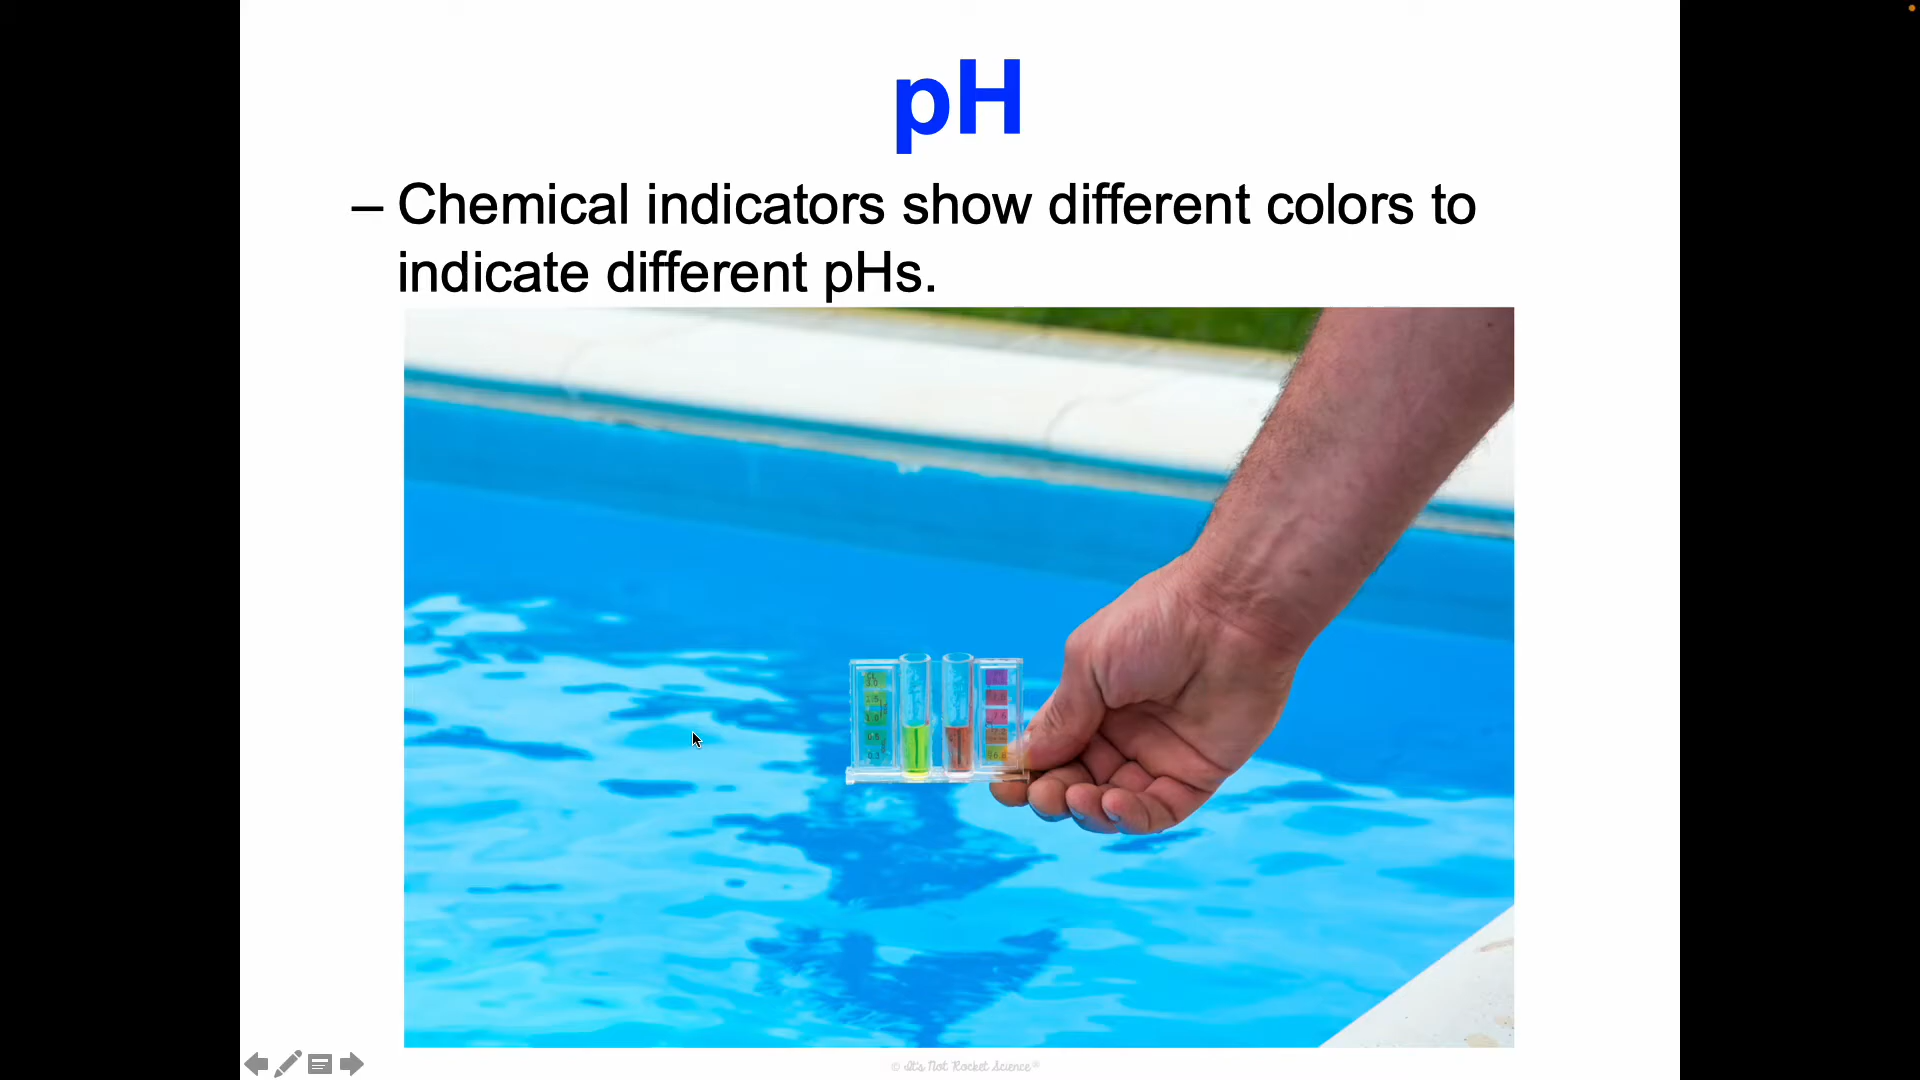 pH
– Chemical indicators show different colors to
indicate different pHs.
© It's Not Rocket Science®